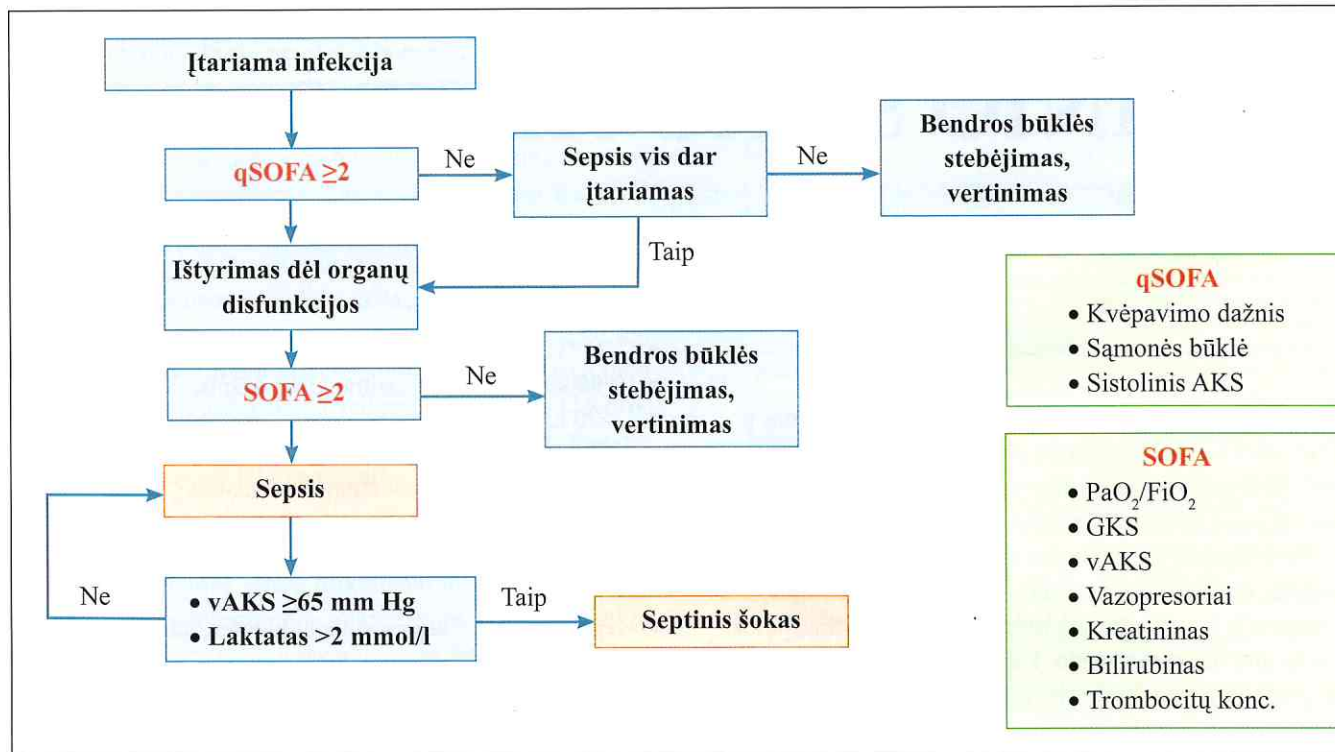 Įtariama infekcija
qSOFA ≥2
Ne
Sepsis vis dar
įtariamas
Ne
Bendros būklės
stebėjimas,
vertinimas
Taip
Ištyrimas dėl organų
disfunkcijos
SOFA ≥2
Ne
Bendros būklės
stebėjimas,
vertinimas
Sepsis
Ne
• vAKS ≥65 mm Hg
• Laktatas >2 mmol/l
Taip
Septinis šokas
qSOFA
• Kvėpavimo dažnis
• Sąmonės būklė
• Sistolinis AKS
SOFA
• PaO₂/FiO₂
• GKS
• vAKS
• Vazopresoriai
• Kreatininas
• Bilirubinas
• Trombocitų konc.